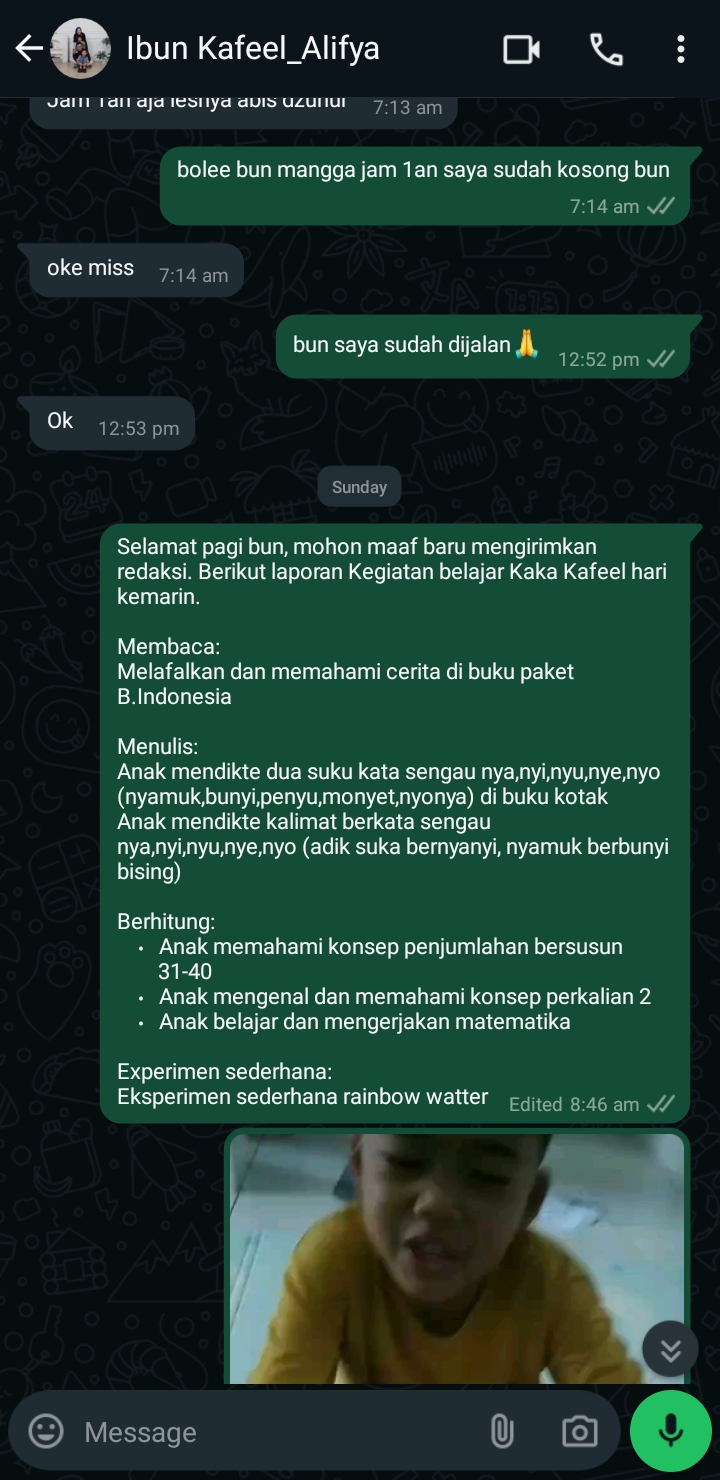 Ibun Kafeel_Alifya
Jam 1an aja lesnya abis dzuhur 7:13 am
bolee bun mangga jam 1an saya sudah kosong bun
7:14 am
oke miss 7:14 am
bun saya sudah dijalan🙏 12:52 pm
Ok 12:53 pm
Sunday
Selamat pagi bun, mohon maaf baru mengirimkan
redaksi. Berikut laporan Kegiatan belajar Kaka Kafeel hari
kemarin.
Membaca:
Melafalkan dan memahami cerita di buku paket
B.Indonesia
Menulis:
Anak mendikte dua suku kata sengau nya,nyi,nyu,nye,nyo
(nyamuk,bunyi,penyu,monyet,nyonya) di buku kotak
Anak mendikte kalimat berkata sengau
nya,nyi,nyu,nye,nyo (adik suka bernyanyi, nyamuk berbunyi
bising)
Berhitung:
• Anak memahami konsep penjumlahan bersusun
31-40
• Anak mengenal dan memahami konsep perkalian 2
• Anak belajar dan mengerjakan matematika
Experimen sederhana:
Eksperimen sederhana rainbow watter Edited 8:46 am
Message